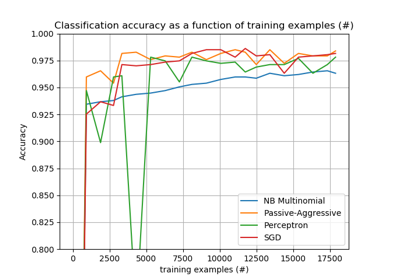 Classification accuracy as a function of training examples (#)
1.000
0.975
0.950
0.925
0.900
0.875
0.850
0.825
0.800
Accuracy
NB Multinomial
Passive-Aggressive
Perceptron
SGD
0 2500 5000 7500 10000 12500 15000 17500
training examples (#)